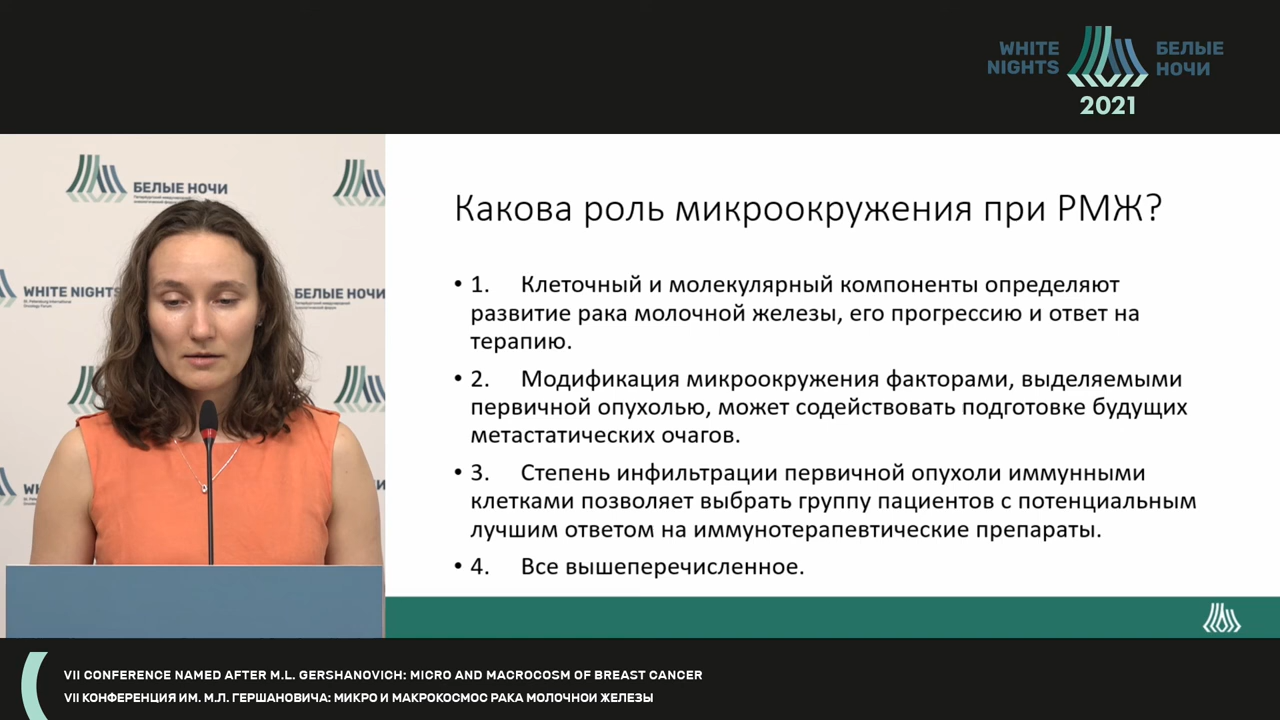 WHITE
NIGHTS
БЕЛЫЕ
НОЧИ
2021
БЕЛЫЕ НОЧИ
WHITE NIGHTS
БЕЛЫЕ НОЧИ
Какова роль микроокружения при РМЖ?
• 1. Клеточный и молекулярный компоненты определяют
развитие рака молочной железы, его прогрессию и ответ на
терапию.
• 2. Модификация микроокружения факторами, выделяемыми
первичной опухолью, может содействовать подготовке будущих
метастатических очагов.
• 3. Степень инфильтрации первичной опухоли иммунными
клетками позволяет выбрать группу пациентов с потенциальным
лучшим ответом на иммунотерапевтические препараты.
• 4. Все вышеперечисленное.
VII CONFERENCE NAMED AFTER M.L. GERSHANOVICH: MICRO AND MACROCOSM OF BREAST CANCER
VII КОНФЕРЕНЦИЯ ИМ. М.Л. ГЕРШАНОВИЧА: МИКРО И МАКРОКОСМОС РАКА МОЛОЧНОЙ ЖЕЛЕЗЫ